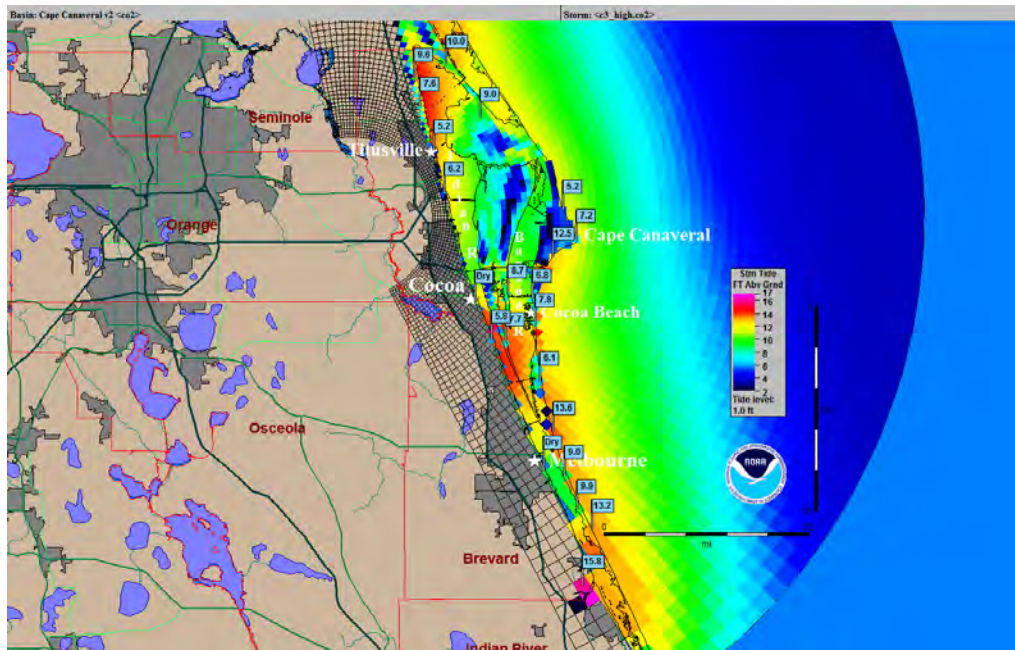 Basin: Cape Canaveral v2 <co2>
Storm: <c3_high.co2>
10.0
9.6
7.6
9.0
Seminole
5.2
Titusville
6.2
5.2
Orange
7.2
12.5
Cape Canaveral
Dry
6.8
Cocoa
7.8
Cocoa Beach
5.8
7.7
R
R
6.1
Stm Tide
FT Abv Grnd
17
16
14
12
10
8
6
4
2
Tide level:
1.0 ft
13.6
Osceola
Dry
9.0
Melbourne
NOAA
9.9
13.2
0
mi
Brevard
15.8
Indian River